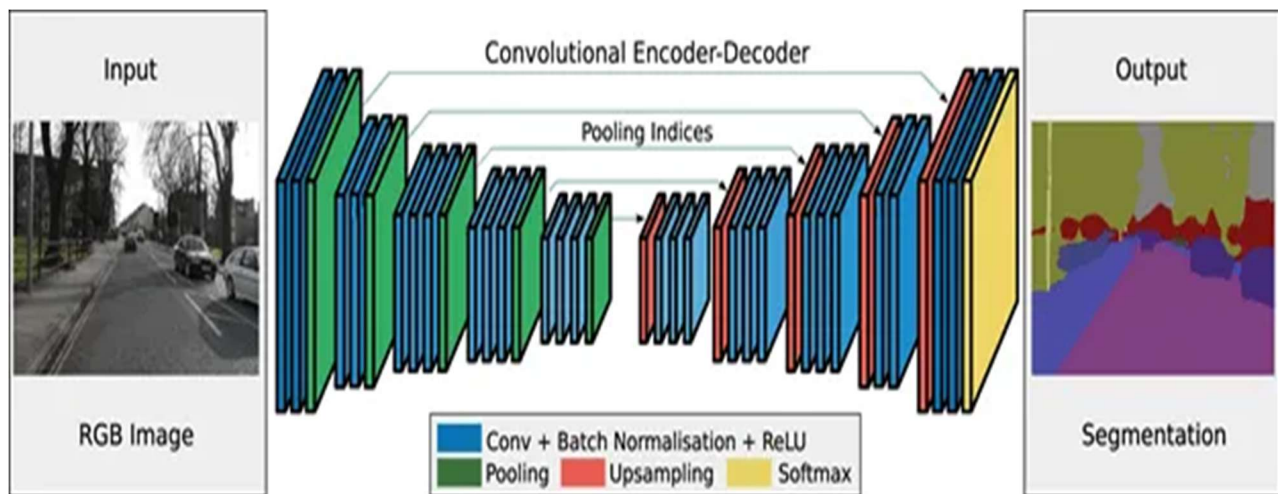 Input
RGB Image
Convolutional Encoder-Decoder
Pooling Indices
Conv + Batch Normalisation + ReLU
Pooling Upsampling Softmax
Output
Segmentation